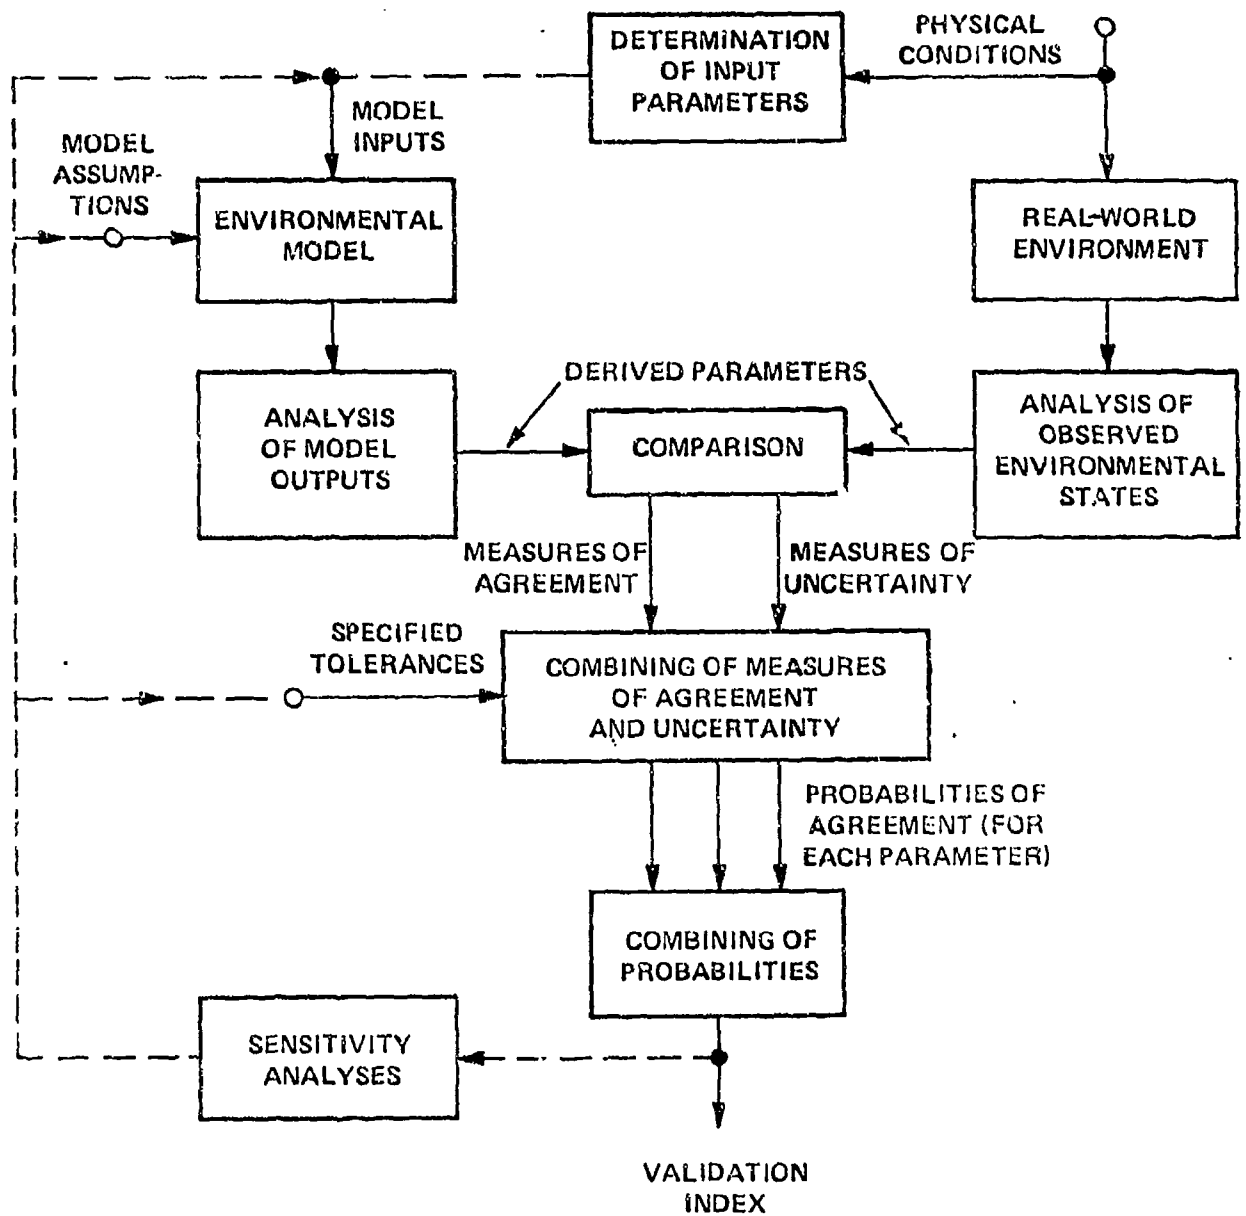 PHYSICAL
CONDITIONS
DETERMINATION
OF INPUT
PARAMETERS
MODEL
INPUTS
MODEL
ASSUMP-
TIONS
ENVIRONMENTAL
MODEL
REAL-WORLD
ENVIRONMENT
DERIVED PARAMETERS
ANALYSIS
OF MODEL
OUTPUTS
COMPARISON
ANALYSIS OF
OBSERVED
ENVIRONMENTAL
STATES
MEASURES OF
AGREEMENT
MEASURES OF
UNCERTAINTY
SPECIFIED
TOLERANCES
COMBINING OF MEASURES
OF AGREEMENT
AND UNCERTAINTY
PROBABILITIES OF
AGREEMENT (FOR
EACH PARAMETER)
COMBINING OF
PROBABILITIES
SENSITIVITY
ANALYSES
VALIDATION
INDEX